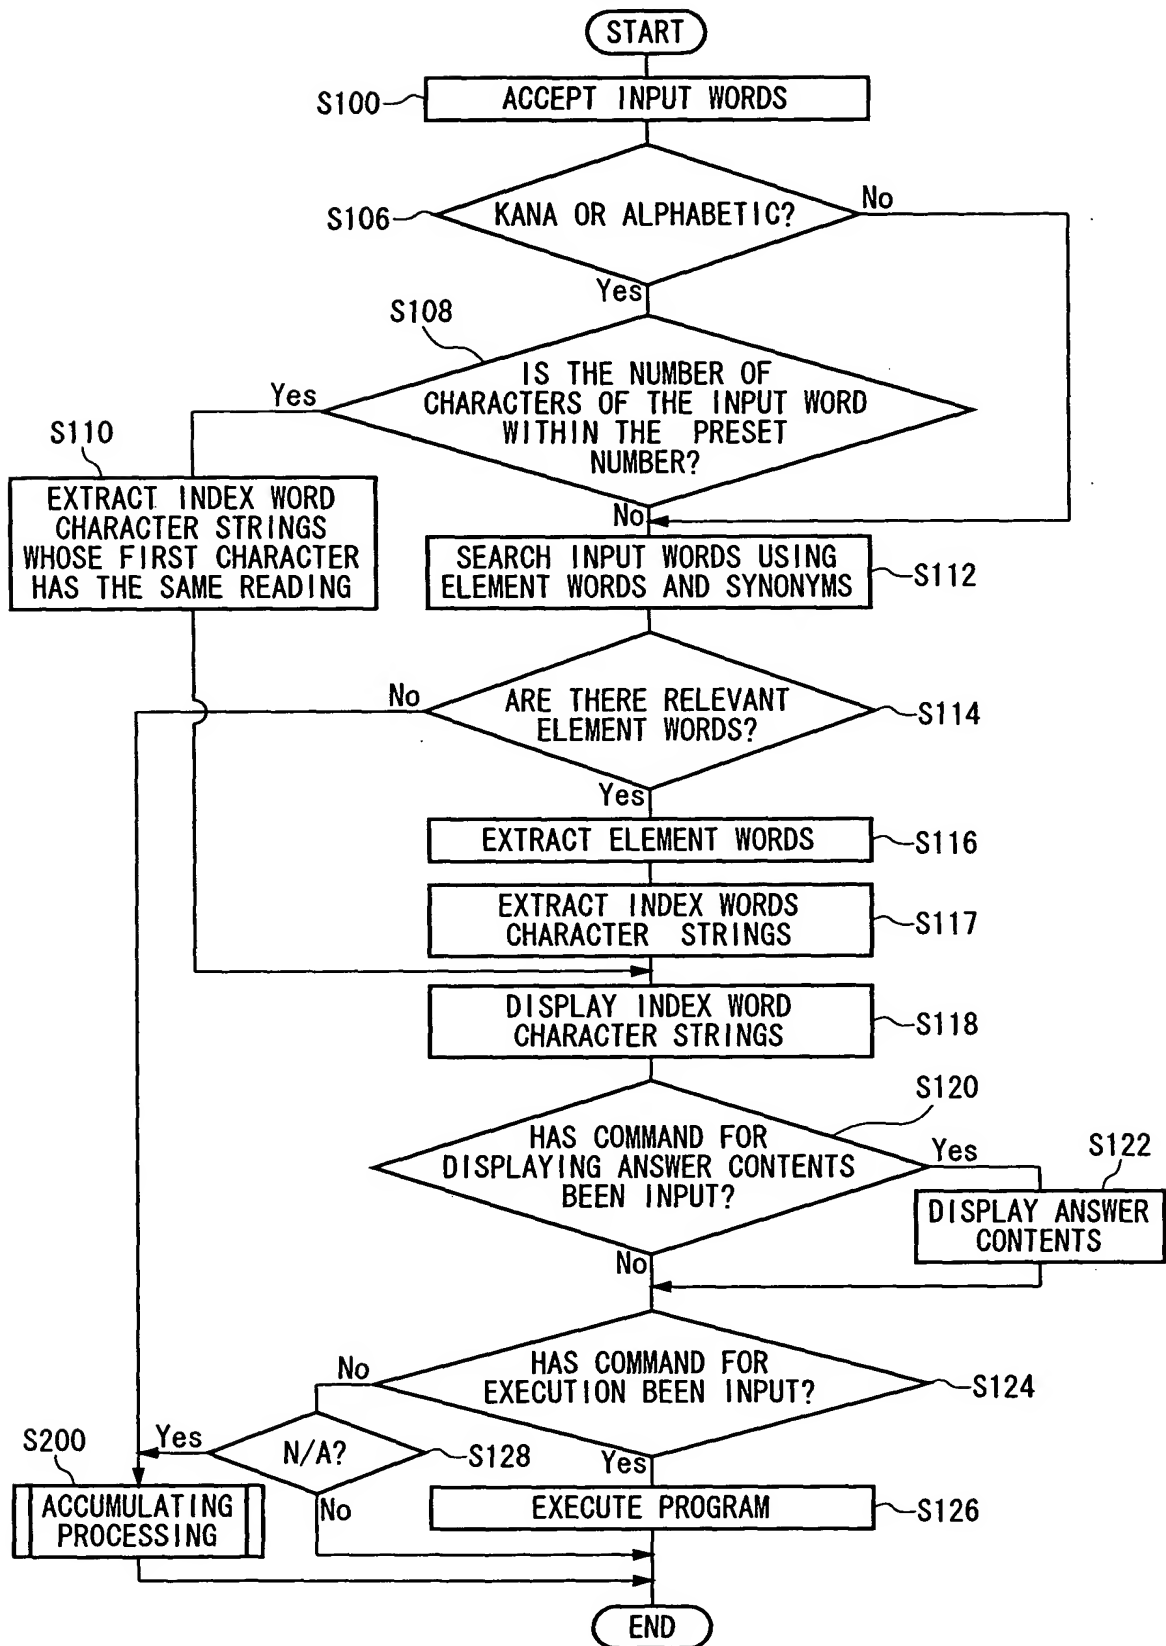 START
S100
ACCEPT INPUT WORDS
S106
KANA OR ALPHABETIC?
No
Yes
S108
IS THE NUMBER OF
CHARACTERS OF THE INPUT WORD
WITHIN THE PRESET
NUMBER?
Yes
S110
EXTRACT INDEX WORD
CHARACTER STRINGS
WHOSE FIRST CHARACTER
HAS THE SAME READING
No
SEARCH INPUT WORDS USING
ELEMENT WORDS AND SYNONYMS
S112
No
ARE THERE RELEVANT
ELEMENT WORDS?
S114
Yes
EXTRACT ELEMENT WORDS
S116
EXTRACT INDEX WORDS
CHARACTER STRINGS
S117
DISPLAY INDEX WORD
CHARACTER STRINGS
S118
S120
HAS COMMAND FOR
DISPLAYING ANSWER CONTENTS
BEEN INPUT?
Yes
S122
DISPLAY ANSWER
CONTENTS
No
HAS COMMAND FOR
EXECUTION BEEN INPUT?
S124
No
Yes
N/A?
S128
S200
Yes
ACCUMULATING
PROCESSING
No
EXECUTE PROGRAM
S126
END